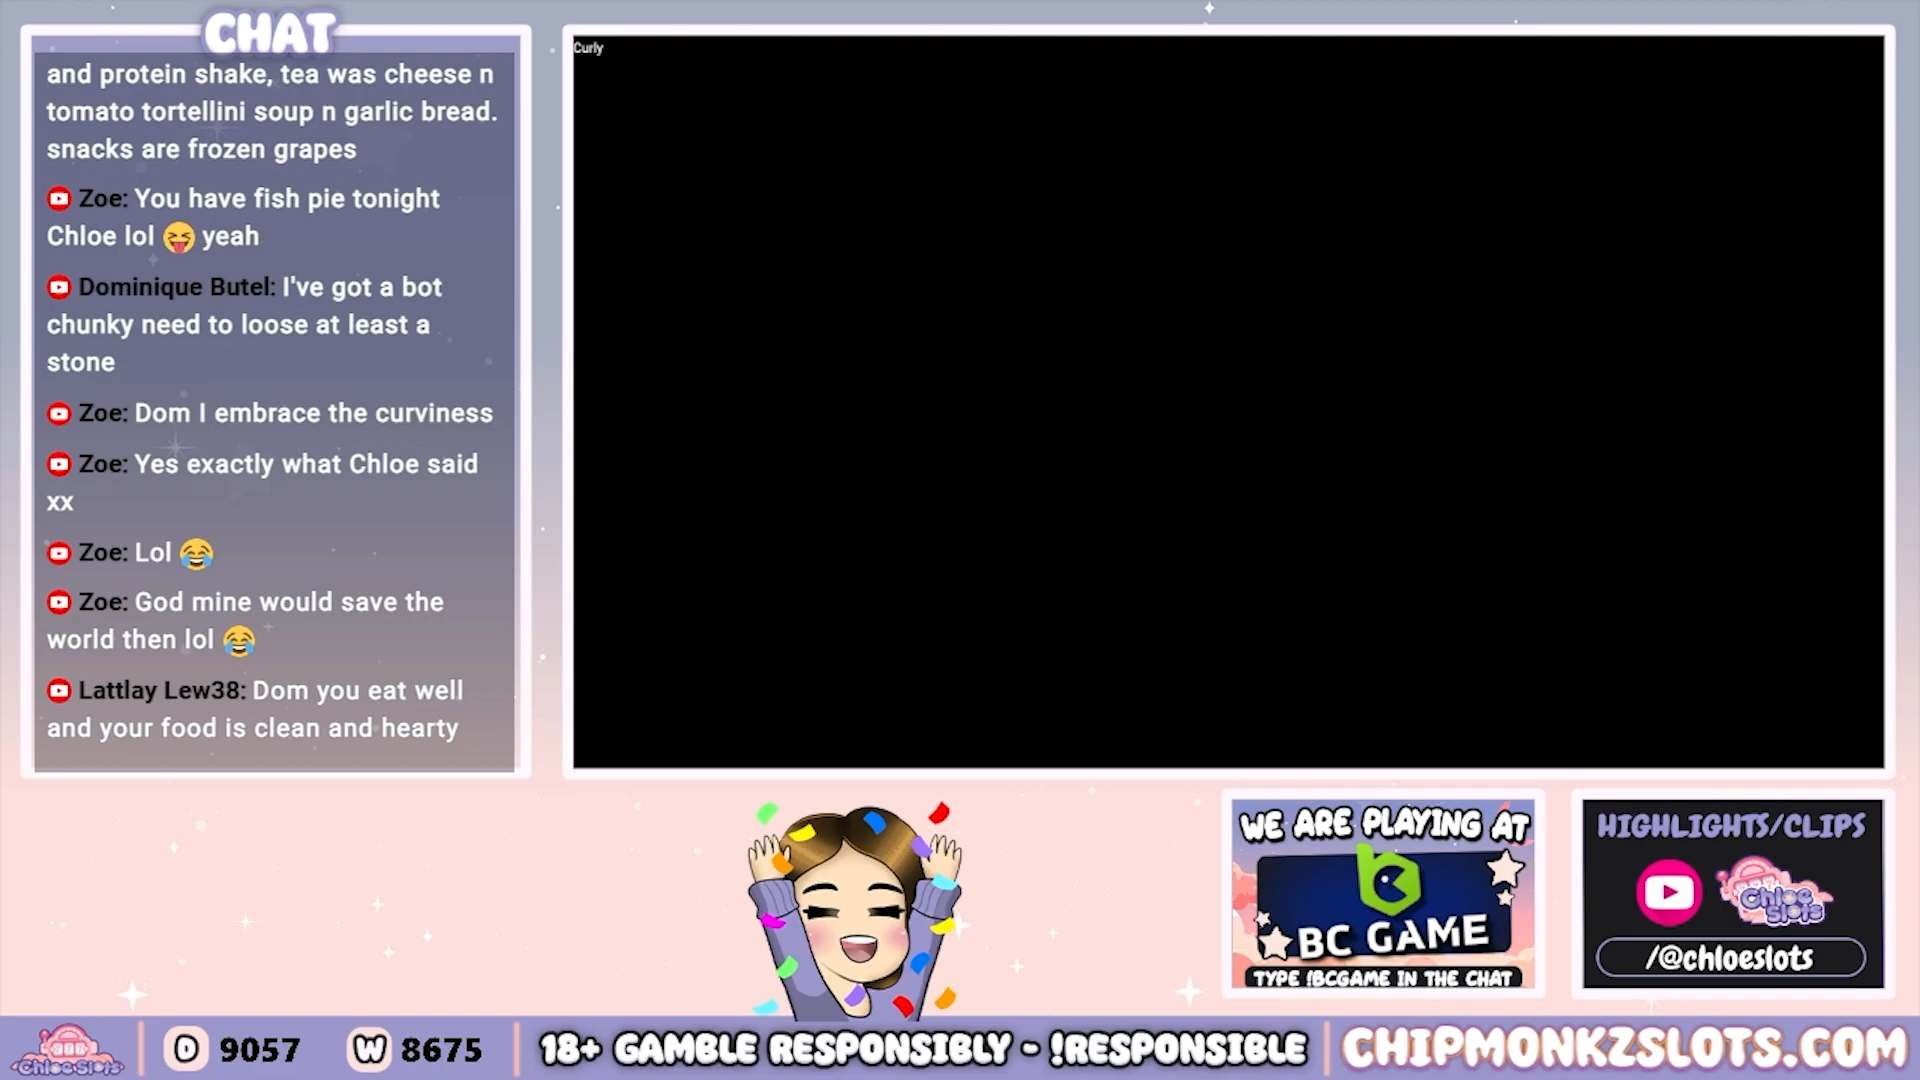 CHAT
and protein shake, tea was cheese n
tomato tortellini soup n garlic bread.
snacks are frozen grapes
Zoe: You have fish pie tonight
Chloe lol 😝 yeah
Dominique Butel: I've got a bot
chunky need to loose at least a
stone
Zoe: Dom I embrace the curviness
Zoe: Yes exactly what Chloe said
xx
Zoe: Lol 😂
Zoe: God mine would save the
world then lol 😂
Lattlay Lew38: Dom you eat well
and your food is clean and hearty
Curly
WE ARE PLAYING AT
BC GAME
TYPE !BCGAME IN THE CHAT
HIGHLIGHTS/CLIPS
Chloe
Slots
/@chloeslots
Chloe Slots
D 9057
W 8675
18+ GAMBLE RESPONSIBLY - !RESPONSIBLE
CHIPMONKZSLOTS.COM